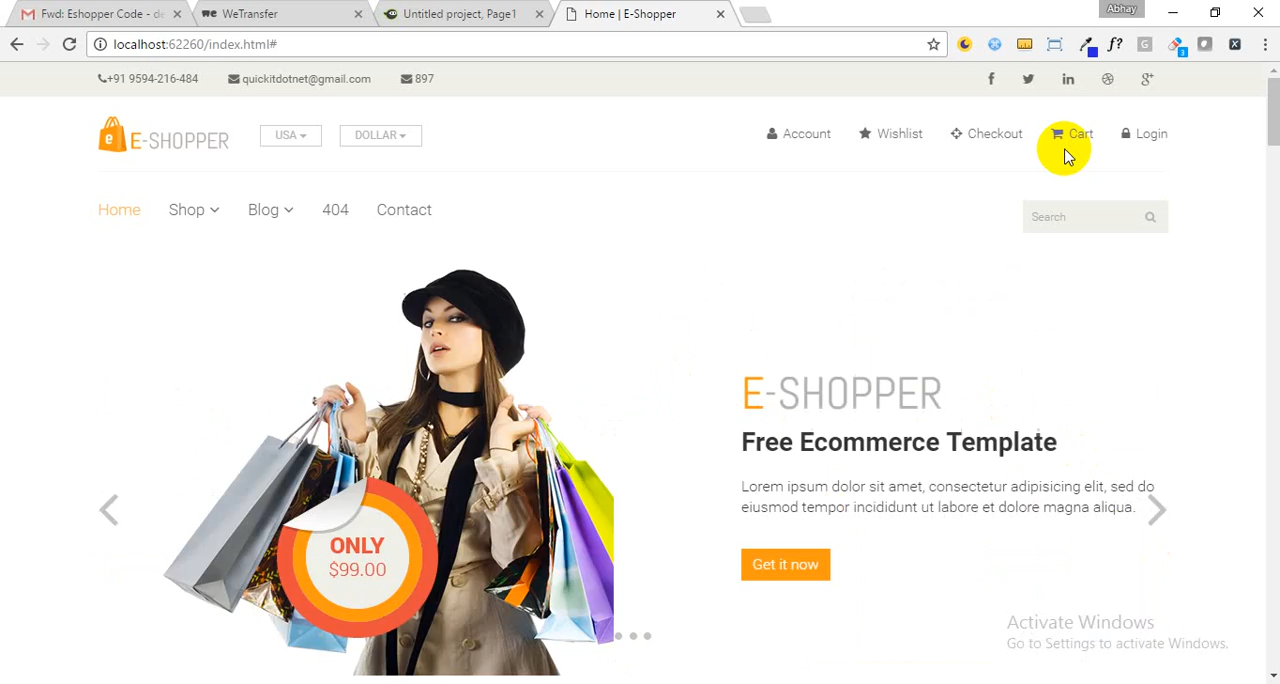 Fwd: Eshopper Code - de
WeTransfer
Untitled project, Page1
Home | E-Shopper
Abhay
localhost:62260/index.html#
f?
G
3
X
+91 9594-216-484
quickitdotnet@gmail.com
897
e E-SHOPPER
USA
DOLLAR
Account
Wishlist
Checkout
Cart
Login
Home
Shop
Blog
404
Contact
Search
E-SHOPPER
Free Ecommerce Template
Lorem ipsum dolor sit amet, consectetur adipisicing elit, sed do
eiusmod tempor incididunt ut labore et dolore magna aliqua.
ONLY
$99.00
Get it now
Activate Windows
Go to Settings to activate Windows.